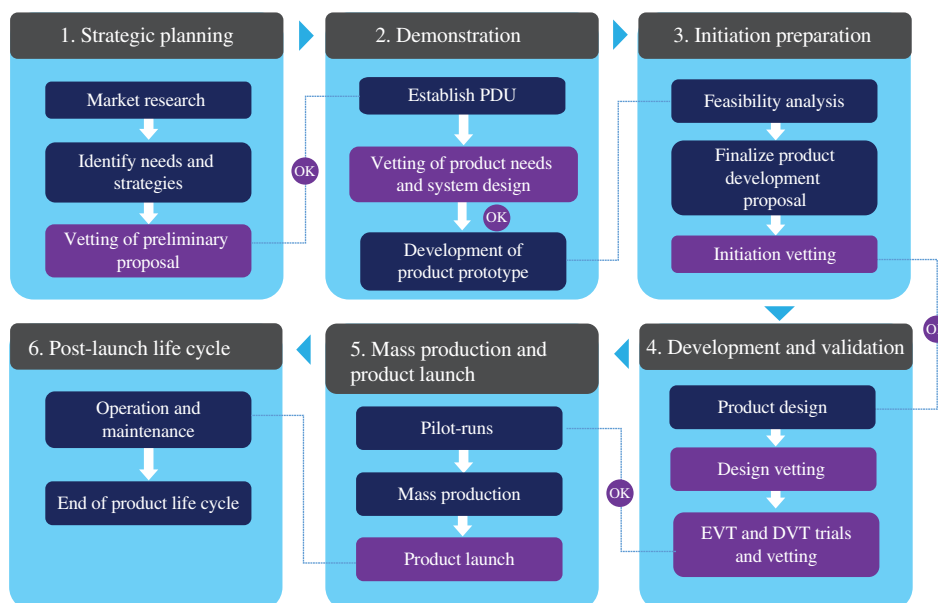 1. Strategic planning
Market research
Identify needs and
strategies
Vetting of preliminary
proposal
OK
2. Demonstration
Establish PDU
Vetting of product needs
and system design
OK
Development of
product prototype
3. Initiation preparation
Feasibility analysis
Finalize product
development
proposal
Initiation vetting
4. Development and validation
Product design
Design vetting
EVT and DVT trials
and vetting
OK
5. Mass production and
product launch
Pilot-runs
Mass production
Product launch
6. Post-launch life cycle
Operation and
maintenance
End of product life cycle